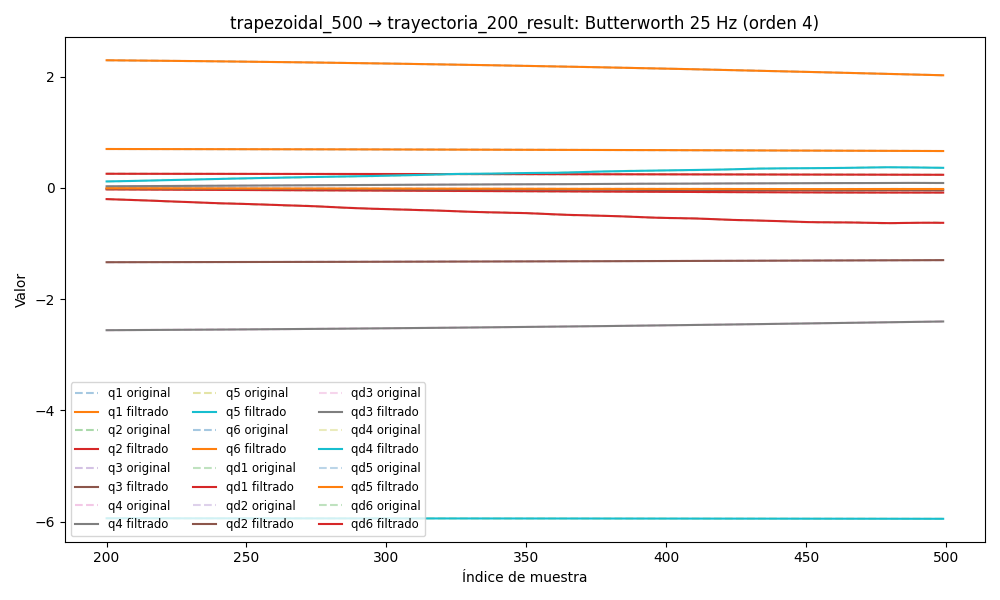 trapezoidal_500 → trayectoria_200_result: Butterworth 25 Hz (orden 4)
Valor
2
0
−2
−4
−6
q1 original
q1 filtrado
q2 original
q2 filtrado
q3 original
q3 filtrado
q4 original
q4 filtrado
q5 original
q5 filtrado
q6 original
q6 filtrado
qd1 original
qd1 filtrado
qd2 original
qd2 filtrado
qd3 original
qd3 filtrado
qd4 original
qd4 filtrado
qd5 original
qd5 filtrado
qd6 original
qd6 filtrado
200 250 300 350 400 450 500
Índice de muestra